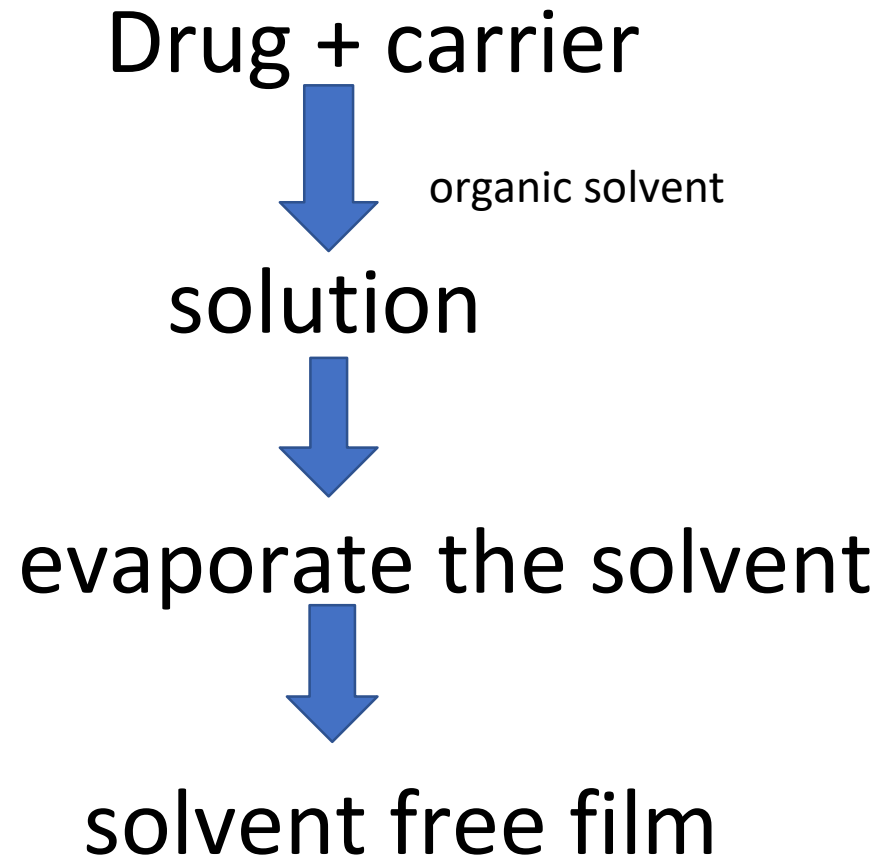 Drug + carrier
organic solvent
solution
evaporate the solvent
solvent free film